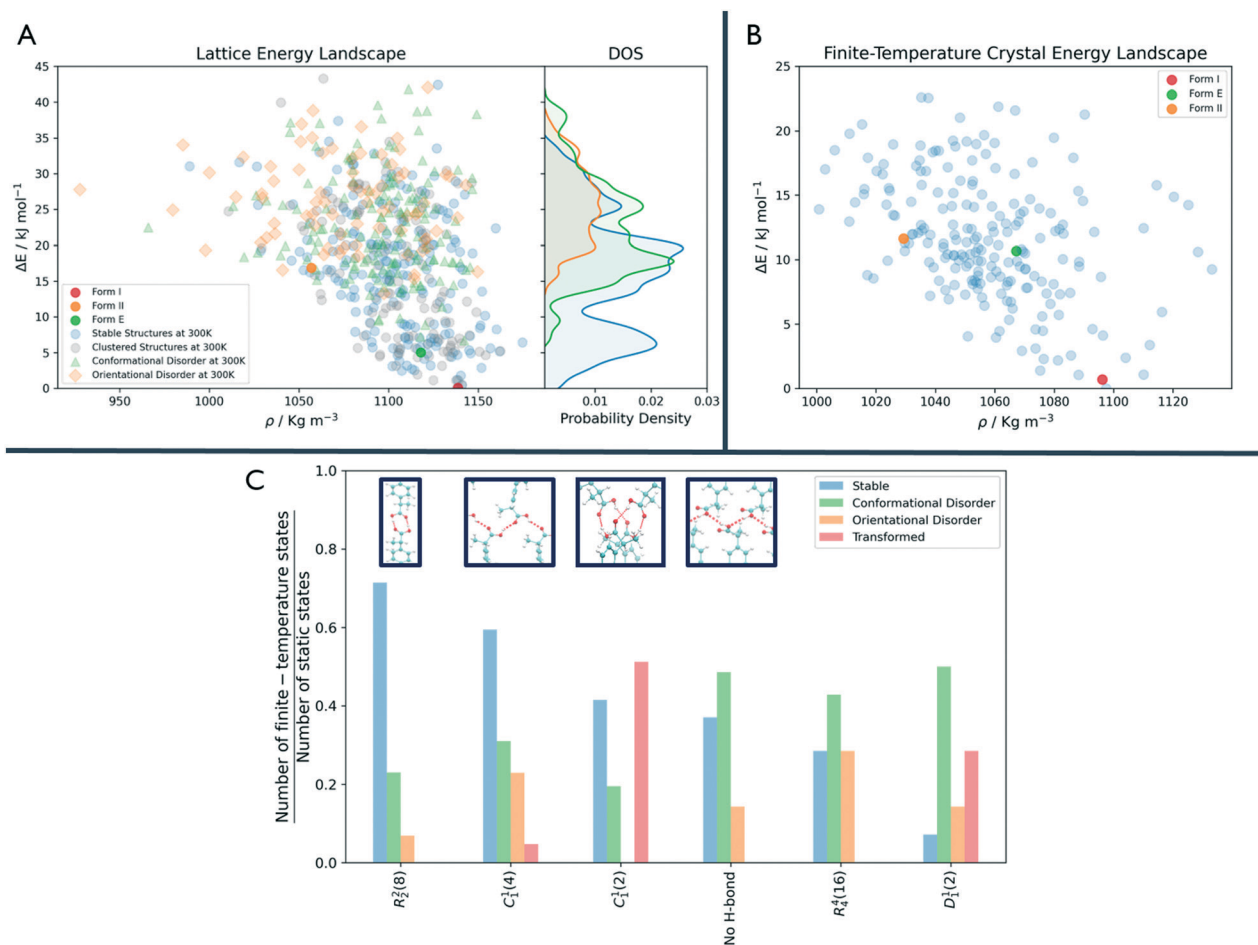 A
Lattice Energy Landscape
DOS
45
40
35
30
25
20
15
10
5
0
ΔE / kJ mol⁻¹
Form I
Form II
Form E
Stable Structures at 300K
Clustered Structures at 300K
Conformational Disorder at 300K
Orientational Disorder at 300K
950 1000 1050 1100 1150
ρ / Kg m⁻³
0.01 0.02 0.03
Probability Density
B
Finite-Temperature Crystal Energy Landscape
25
20
15
10
5
0
ΔE / kJ mol⁻¹
Form I
Form E
Form II
1000 1020 1040 1060 1080 1100 1120
ρ / Kg m⁻³
C
1.0
0.8
0.6
0.4
0.2
0.0
Number of finite − temperature states
Number of static states
Stable
Conformational Disorder
Orientational Disorder
Transformed
R²₂(8)
C¹₁(4)
C¹₁(2)
No H-bond
R⁴₄(16)
D¹₁(2)